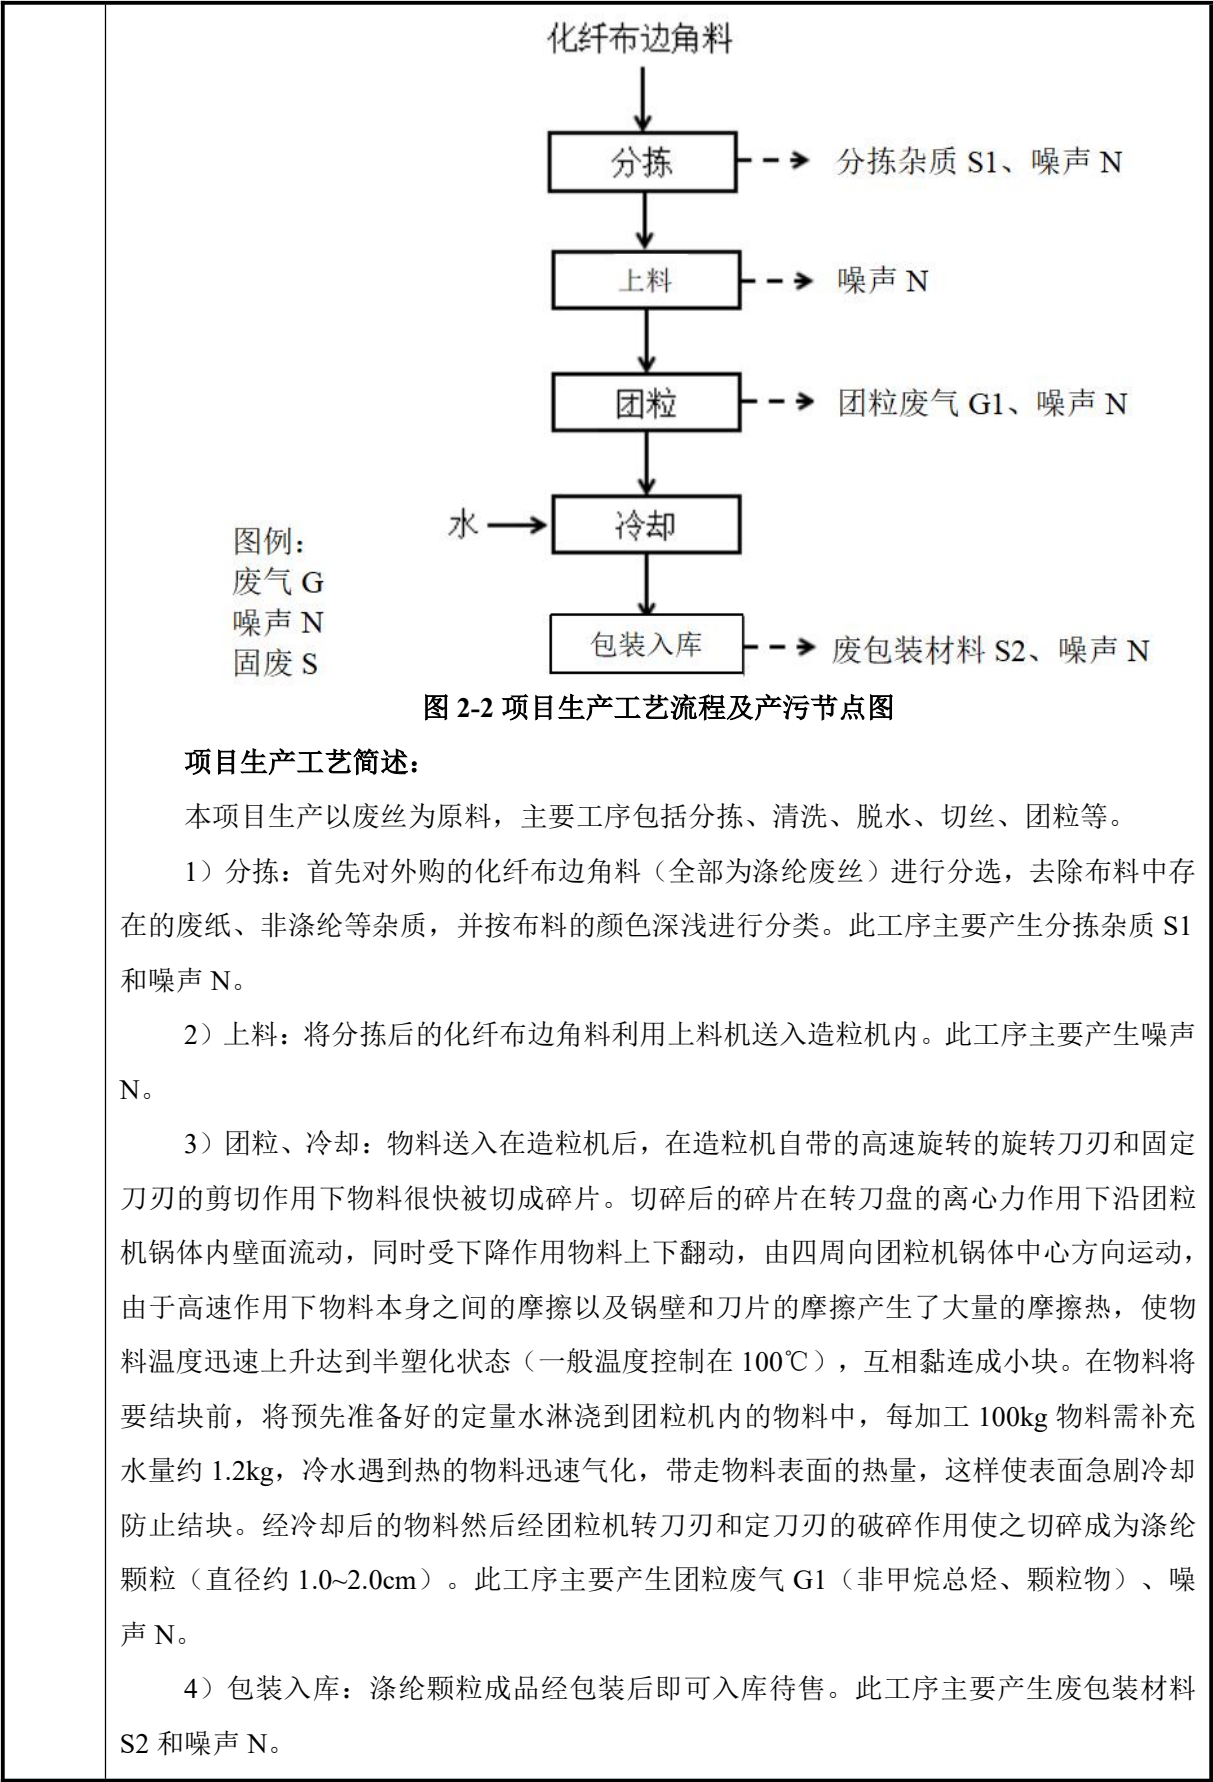 化纤布边角料
分拣
分拣杂质 S1、噪声 N
上料
噪声 N
团粒
团粒废气 G1、噪声 N
水
冷却
图例：
废气 G
噪声 N
固废 S
包装入库
废包装材料 S2、噪声 N
图 2-2 项目生产工艺流程及产污节点图
项目生产工艺简述：
本项目生产以废丝为原料，主要工序包括分拣、清洗、脱水、切丝、团粒等。
1）分拣：首先对外购的化纤布边角料（全部为涤纶废丝）进行分选，去除布料中存
在的废纸、非涤纶等杂质，并按布料的颜色深浅进行分类。此工序主要产生分拣杂质 S1
和噪声 N。
2）上料：将分拣后的化纤布边角料利用上料机送入造粒机内。此工序主要产生噪声
N。
3）团粒、冷却：物料送入在造粒机后，在造粒机自带的高速旋转的旋转刀刃和固定
刀刃的剪切作用下物料很快被切成碎片。切碎后的碎片在转刀盘的离心力作用下沿团粒
机锅体内壁面流动，同时受下降作用物料上下翻动，由四周向团粒机锅体中心方向运动，
由于高速作用下物料本身之间的摩擦以及锅壁和刀片的摩擦产生了大量的摩擦热，使物
料温度迅速上升达到半塑化状态（一般温度控制在 100℃），互相黏连成小块。在物料将
要结块前，将预先准备好的定量水淋浇到团粒机内的物料中，每加工 100kg 物料需补充
水量约 1.2kg，冷水遇到热的物料迅速气化，带走物料表面的热量，这样使表面急剧冷却
防止结块。经冷却后的物料然后经团粒机转刀刃和定刀刃的破碎作用使之切碎成为涤纶
颗粒（直径约 1.0~2.0cm）。此工序主要产生团粒废气 G1（非甲烷总烃、颗粒物）、噪
声 N。
4）包装入库：涤纶颗粒成品经包装后即可入库待售。此工序主要产生废包装材料
S2 和噪声 N。